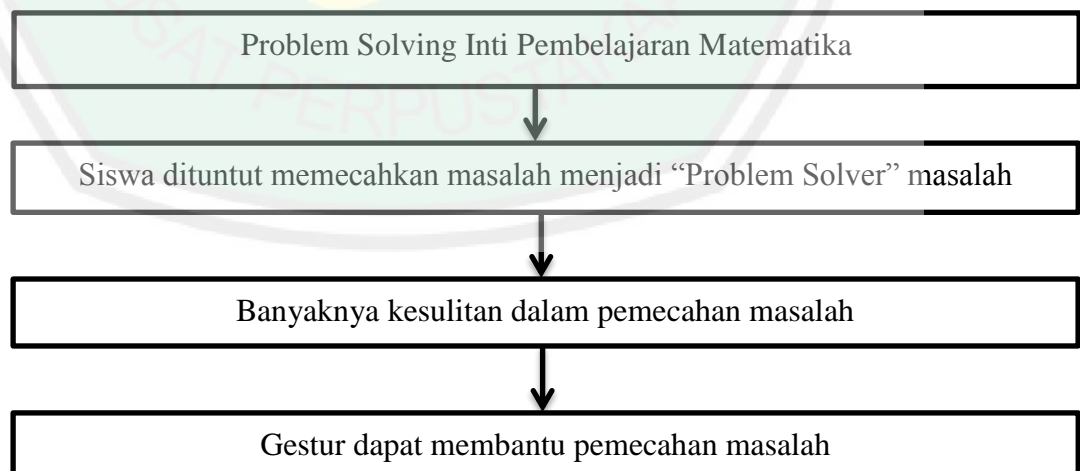 Problem Solving Inti Pembelajaran Matematika
Siswa dituntut memecahkan masalah menjadi “Problem Solver” masalah
Banyaknya kesulitan dalam pemecahan masalah
Gestur dapat membantu pemecahan masalah